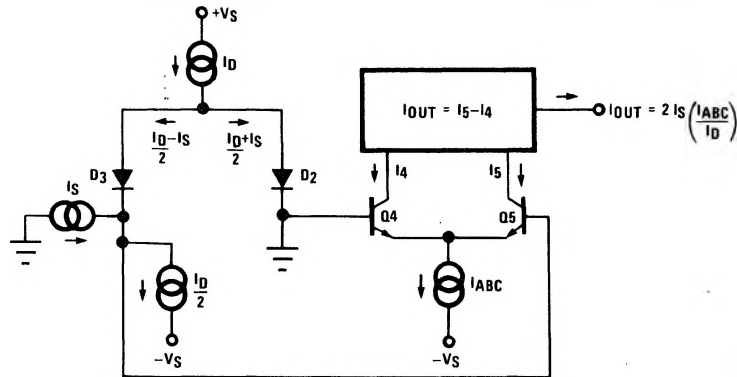 +VS
ID
ID/2 - IS
ID/2 + IS
D3
D2
IS
ID/2
-VS
IOUT = I5-I4
IOUT = 2 IS (IABC/ID)
I4
I5
Q4
Q5
IABC
-VS